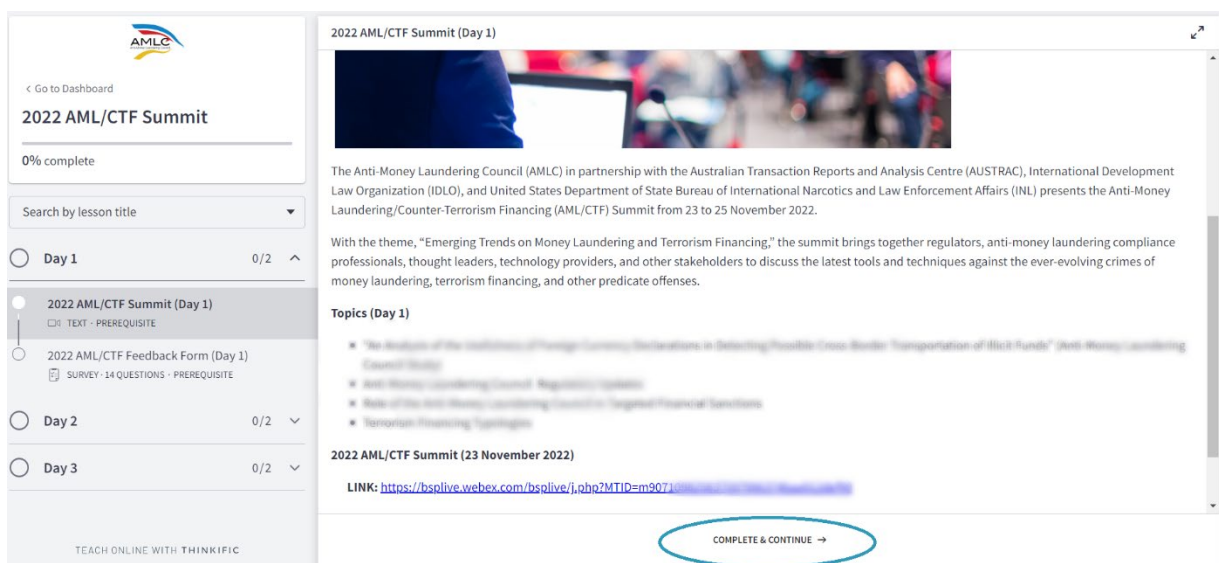 AMLC
< Go to Dashboard
2022 AML/CTF Summit
0% complete
Search by lesson title
Day 1 0/2
2022 AML/CTF Summit (Day 1)
TEXT · PREREQUISITE
2022 AML/CTF Feedback Form (Day 1)
SURVEY · 14 QUESTIONS · PREREQUISITE
Day 2 0/2
Day 3 0/2
TEACH ONLINE WITH THINKIFIC
2022 AML/CTF Summit (Day 1)
The Anti-Money Laundering Council (AMLC) in partnership with the Australian Transaction Reports and Analysis Centre (AUSTRAC), International Development
Law Organization (IDLO), and United States Department of State Bureau of International Narcotics and Law Enforcement Affairs (INL) presents the Anti-Money
Laundering/Counter-Terrorism Financing (AML/CTF) Summit from 23 to 25 November 2022.
With the theme, “Emerging Trends on Money Laundering and Terrorism Financing,” the summit brings together regulators, anti-money laundering compliance
professionals, thought leaders, technology providers, and other stakeholders to discuss the latest tools and techniques against the ever-evolving crimes of
money laundering, terrorism financing, and other predicate offenses.
Topics (Day 1)
2022 AML/CTF Summit (23 November 2022)
LINK: https://bsplive.webex.com/bsplive/j.php?MTID=m9071
COMPLETE & CONTINUE →